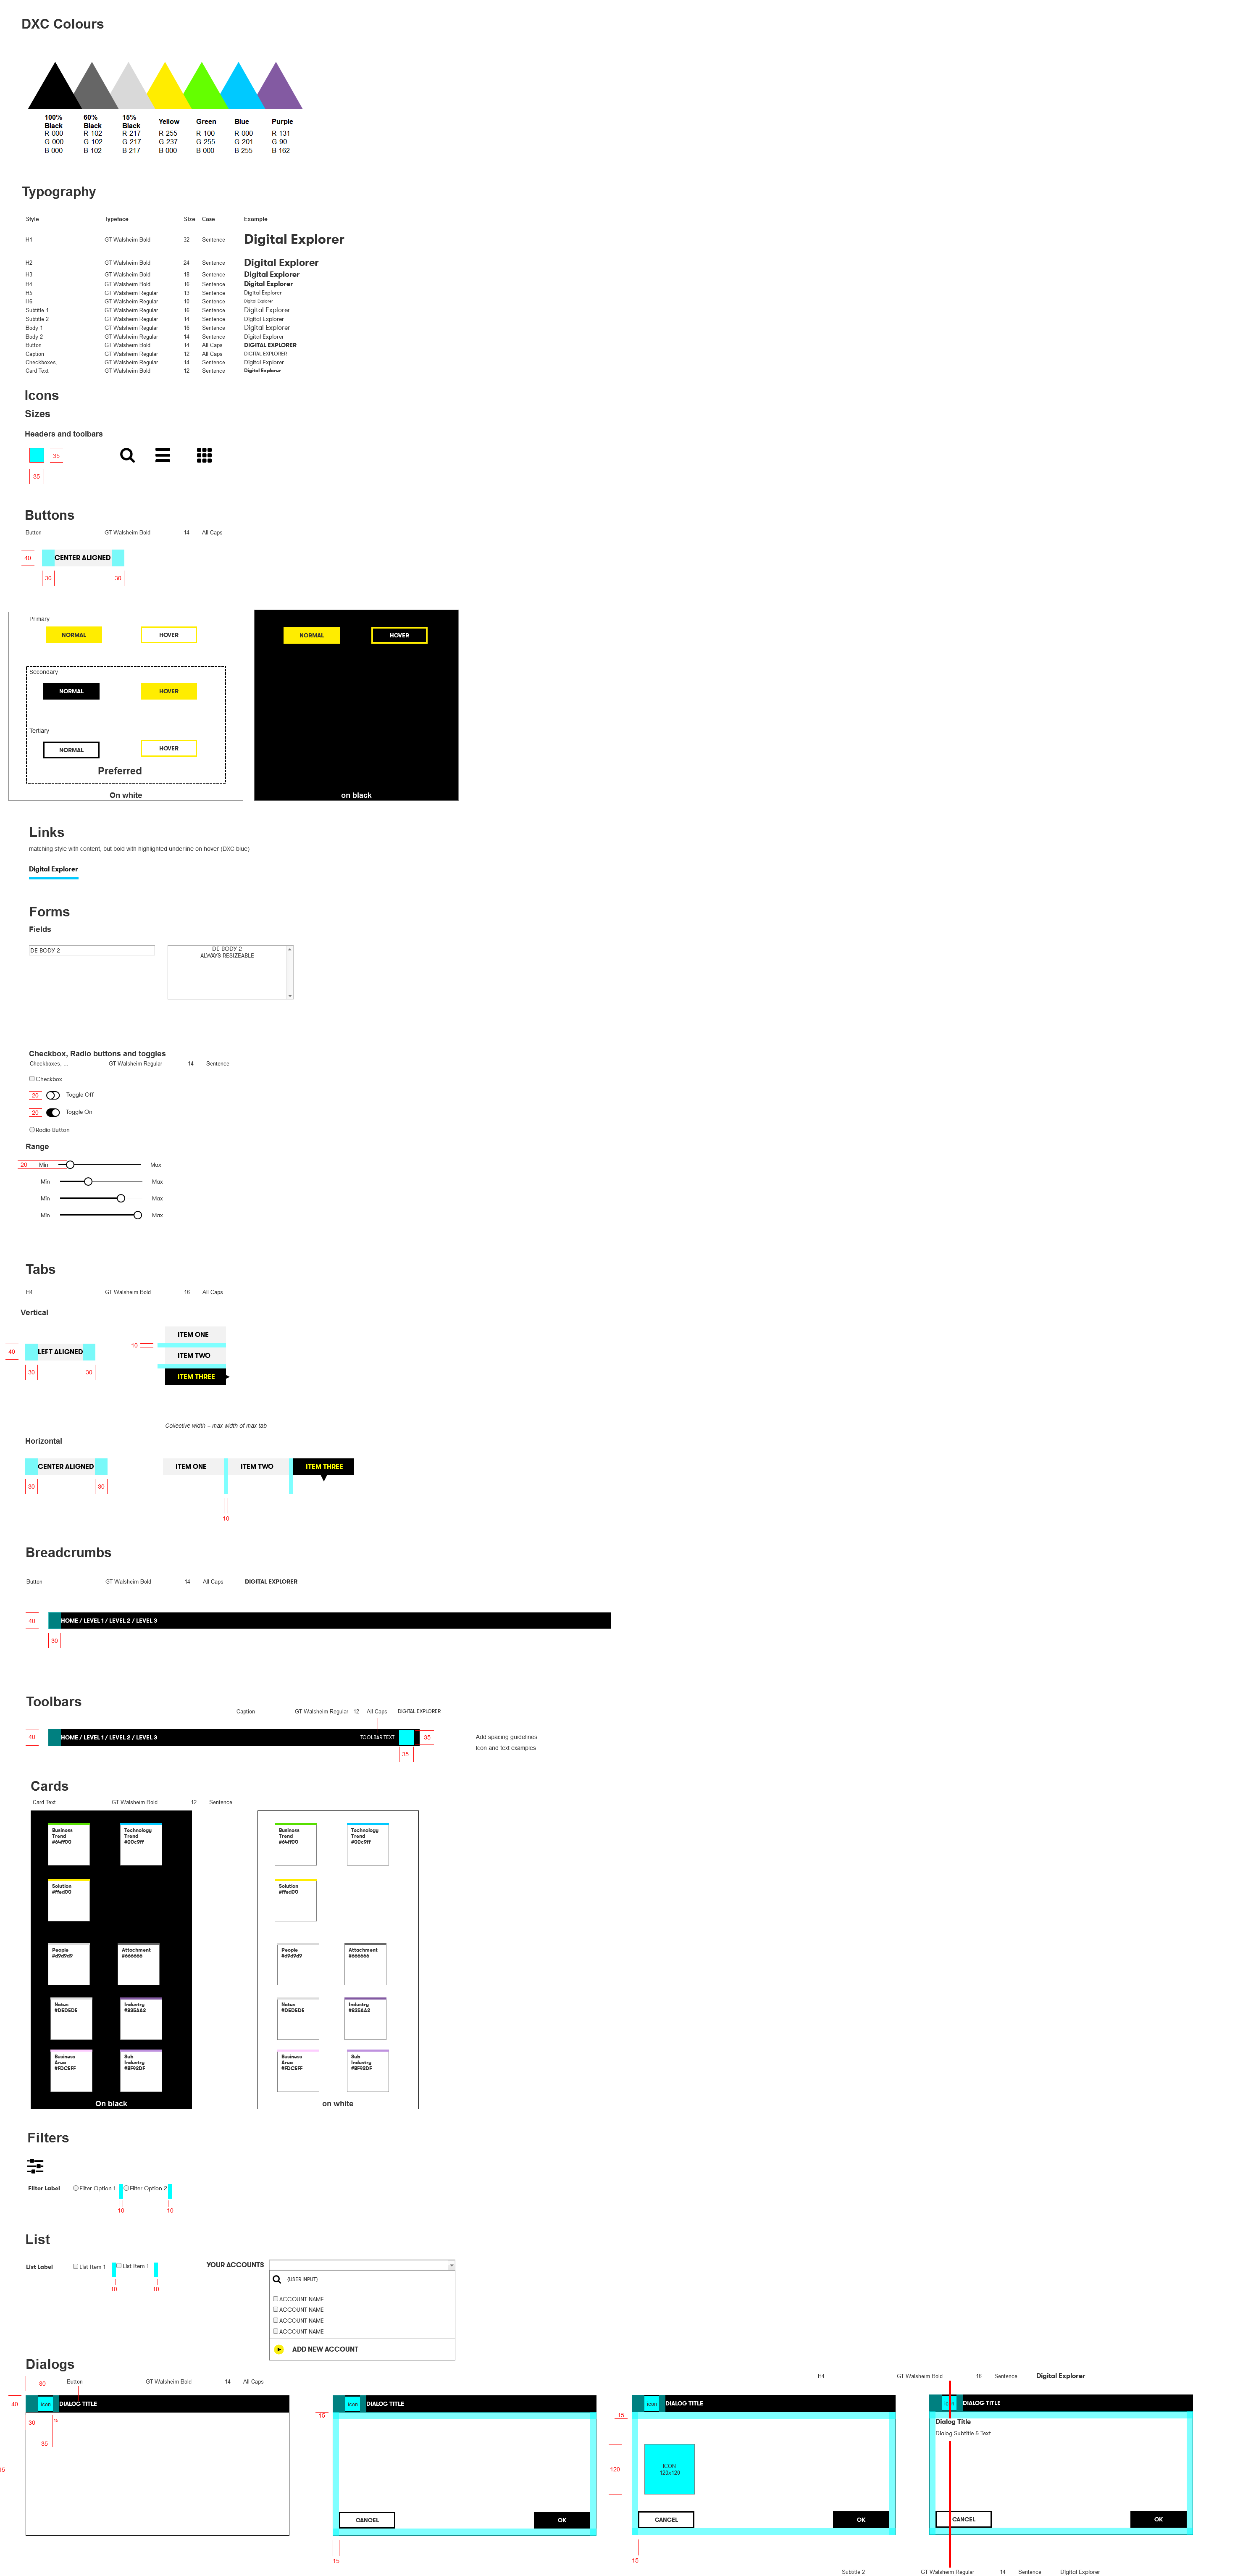 DXC Colours
100% Black 60% Black 15% Black Yellow Green Blue Purple
R 000 R 102 R 217 R 255 R 100 R 000 R 131
G 000 G 102 G 217 G 237 G 255 G 201 G 90
B 000 B 102 B 217 B 000 B 000 B 255 B 162
Typography
Style Typeface Size Case Example
H1 GT Walsheim Bold 32 Sentence Digital Explorer
H2 GT Walsheim Bold 24 Sentence Digital Explorer
H3 GT Walsheim Bold 18 Sentence Digital Explorer
H4 GT Walsheim Bold 16 Sentence Digital Explorer
H5 GT Walsheim Regular 13 Sentence Digital Explorer
H6 GT Walsheim Regular 10 Sentence Digital Explorer
Subtitle 1 GT Walsheim Regular 16 Sentence Digital Explorer
Subtitle 2 GT Walsheim Regular 14 Sentence Digital Explorer
Body 1 GT Walsheim Regular 16 Sentence Digital Explorer
Body 2 GT Walsheim Regular 14 Sentence Digital Explorer
Button GT Walsheim Bold 14 All Caps DIGITAL EXPLORER
Caption GT Walsheim Regular 12 All Caps DIGITAL EXPLORER
Checkboxes, ... GT Walsheim Regular 14 Sentence Digital Explorer
Card Text GT Walsheim Bold 12 Sentence Digital Explorer
Icons
Sizes
Headers and toolbars
35
35
Buttons
Button GT Walsheim Bold 14 All Caps
40 CENTER ALIGNED
30 30
Primary
NORMAL HOVER NORMAL HOVER
Secondary
NORMAL HOVER
Tertiary
NORMAL HOVER
Preferred
On white on black
Links
matching style with content, but bold with highlighted underline on hover (DXC blue)
Digital Explorer
Forms
Fields
DE BODY 2 DE BODY 2
ALWAYS RESIZEABLE
Checkbox, Radio buttons and toggles
Checkboxes, ... GT Walsheim Regular 14 Sentence
Checkbox
20 Toggle Off
20 Toggle On
Radio Button
Range
20 Min Max
Min Max
Min Max
Min Max
Tabs
H4 GT Walsheim Bold 16 All Caps
Vertical
ITEM ONE
40 LEFT ALIGNED 10 ITEM TWO
30 30 ITEM THREE
Collective width = max width of max tab
Horizontal
CENTER ALIGNED ITEM ONE ITEM TWO ITEM THREE
30 30
10
Breadcrumbs
Button GT Walsheim Bold 14 All Caps DIGITAL EXPLORER
40 HOME / LEVEL 1 / LEVEL 2 / LEVEL 3
30
Toolbars
Caption GT Walsheim Regular 12 All Caps DIGITAL EXPLORER
40 HOME / LEVEL 1 / LEVEL 2 / LEVEL 3 TOOLBAR TEXT 35 Add spacing guidelines
35 Icon and text examples
Cards
Card Text GT Walsheim Bold 12 Sentence
Business Trend #64ff00 Technology Trend #00c9ff Business Trend #64ff00 Technology Trend #00c9ff
Solution #ffed00 Solution #ffed00
People #d9d9d9 Attachment #666666 People #d9d9d9 Attachment #666666
Notes #DEDEDE Industry #835AA2 Notes #DEDEDE Industry #835AA2
Business Area #FDCEFF Sub Industry #BF92DF Business Area #FDCEFF Sub Industry #BF92DF
On black on white
Filters
Filter Label Filter Option 1 Filter Option 2
10 10
List
List Label List Item 1 List Item 1 YOUR ACCOUNTS
10 10 {USER INPUT}
ACCOUNT NAME
ACCOUNT NAME
ACCOUNT NAME
ACCOUNT NAME
ADD NEW ACCOUNT
Dialogs
80 Button GT Walsheim Bold 14 All Caps H4 GT Walsheim Bold 16 Sentence Digital Explorer
40 icon DIALOG TITLE icon DIALOG TITLE icon DIALOG TITLE DIALOG TITLE
30 15 15 Dialog Title
35 Dialog Subtitle & Text
ICON
120 120x120
CANCEL OK CANCEL OK CANCEL OK
15 15
Subtitle 2 GT Walsheim Regular 14 Sentence Digital Explorer